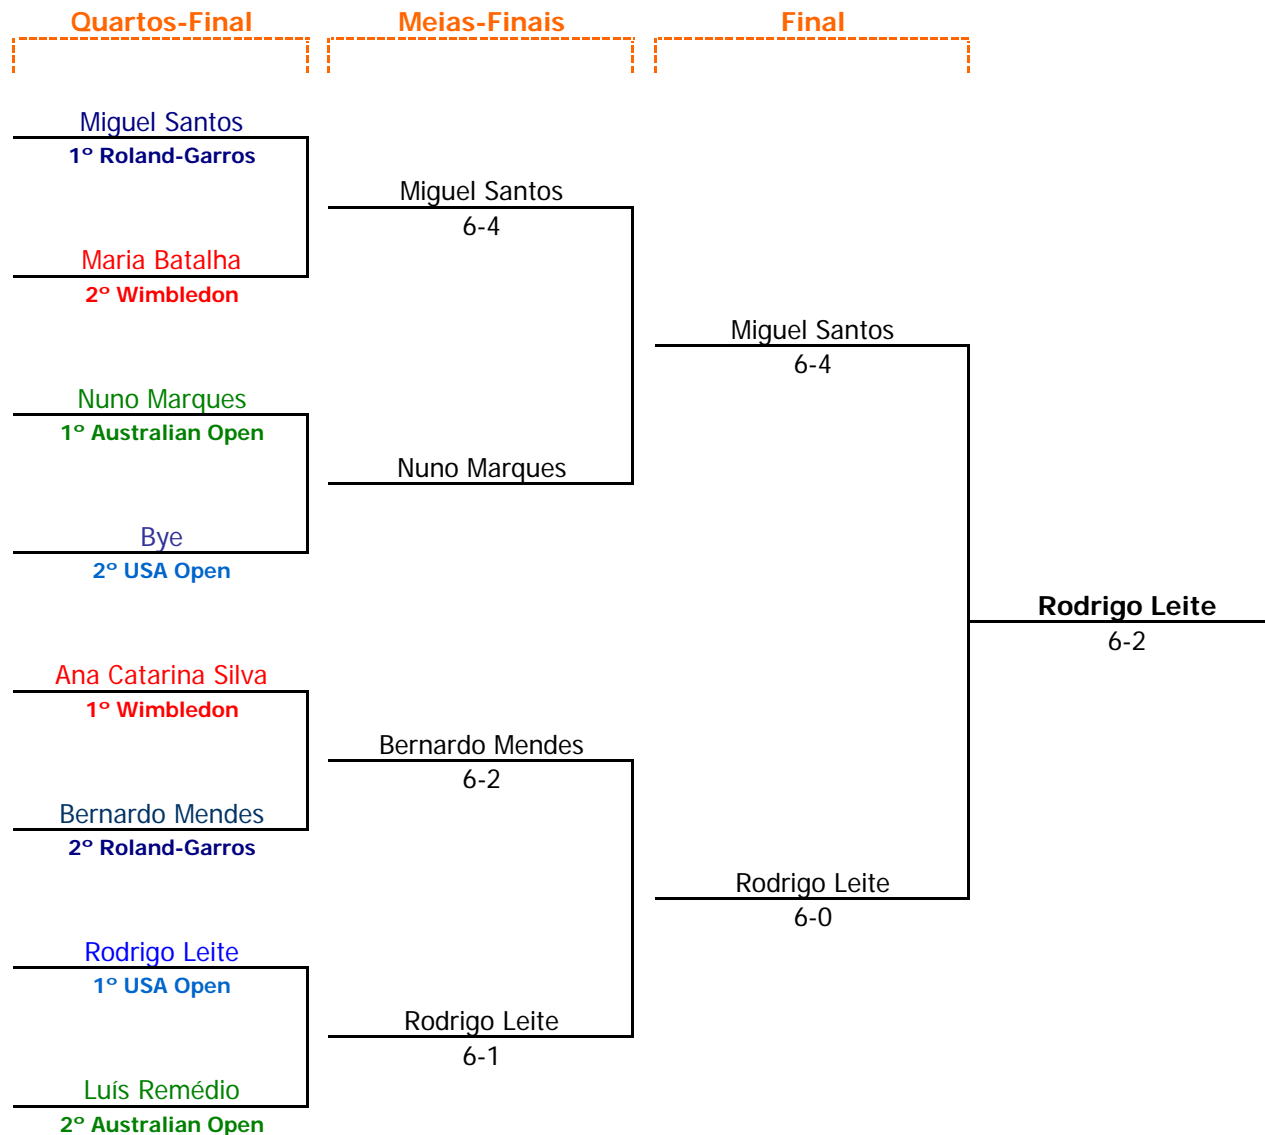 Quartos-Final
Meias-Finais
Final
Miguel Santos
1º Roland-Garros
Maria Batalha
2º Wimbledon
Nuno Marques
1º Australian Open
Bye
2º USA Open
Ana Catarina Silva
1º Wimbledon
Bernardo Mendes
2º Roland-Garros
Rodrigo Leite
1º USA Open
Luís Remédio
2º Australian Open
Miguel Santos
6-4
Nuno Marques
Bernardo Mendes
6-2
Rodrigo Leite
6-1
Miguel Santos
6-4
Rodrigo Leite
6-0
Rodrigo Leite
6-2